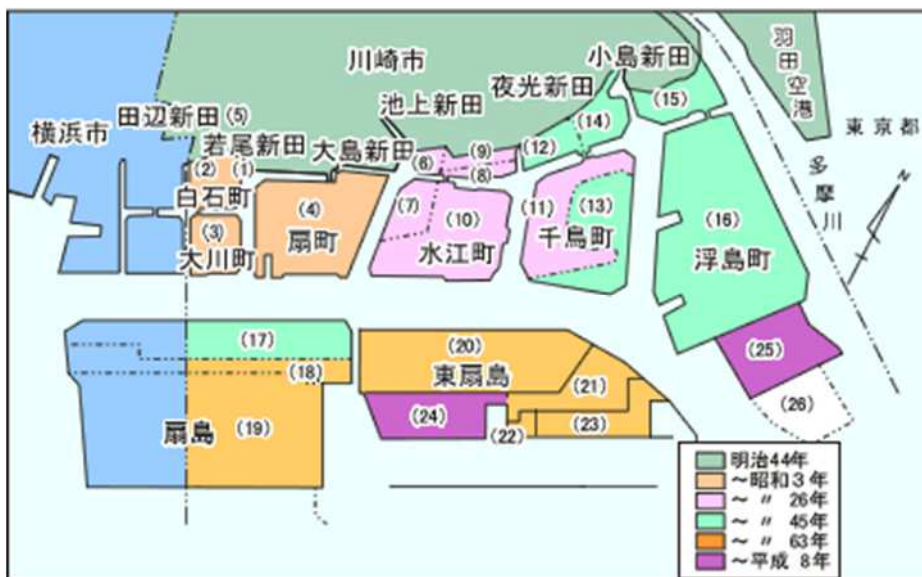 川崎市
小島新田
羽田空港
夜光新田
池上新田
(15)
東京都
田辺新田 (5)
横浜市
(14)
若尾新田
大島新田
(12)
多摩川
(9)
(6)
(2) (1)
(8)
白石町
(4)
(7)
(10)
(11)
(13)
(16)
(3)
扇町
水江町
千鳥町
大川町
浮島町
(17)
(20)
(25)
(18)
東扇島
(21)
(26)
(24)
扇島 (19)
(22)
(23)
明治44年
～昭和 3年
～ 〃 26年
～ 〃 45年
～ 〃 63年
～平成 8年